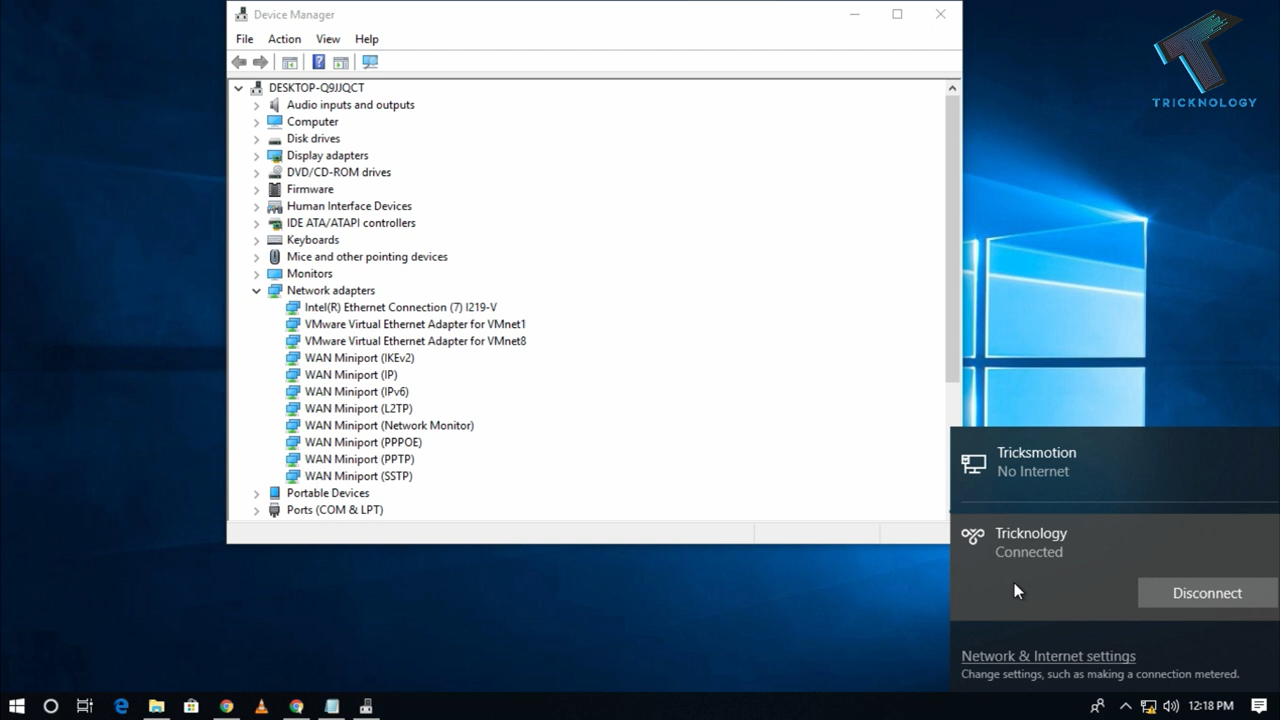 Device Manager
File Action View Help
DESKTOP-Q9JJQCT
Audio inputs and outputs
Computer
Disk drives
Display adapters
DVD/CD-ROM drives
Firmware
Human Interface Devices
IDE ATA/ATAPI controllers
Keyboards
Mice and other pointing devices
Monitors
Network adapters
Intel(R) Ethernet Connection (7) I219-V
VMware Virtual Ethernet Adapter for VMnet1
VMware Virtual Ethernet Adapter for VMnet8
WAN Miniport (IKEv2)
WAN Miniport (IP)
WAN Miniport (IPv6)
WAN Miniport (L2TP)
WAN Miniport (Network Monitor)
WAN Miniport (PPPOE)
WAN Miniport (PPTP)
WAN Miniport (SSTP)
Portable Devices
Ports (COM & LPT)
TRICKNOLOGY
Tricksmotion
No Internet
Tricknology
Connected
Disconnect
Network & Internet settings
Change settings, such as making a connection metered.
12:18 PM